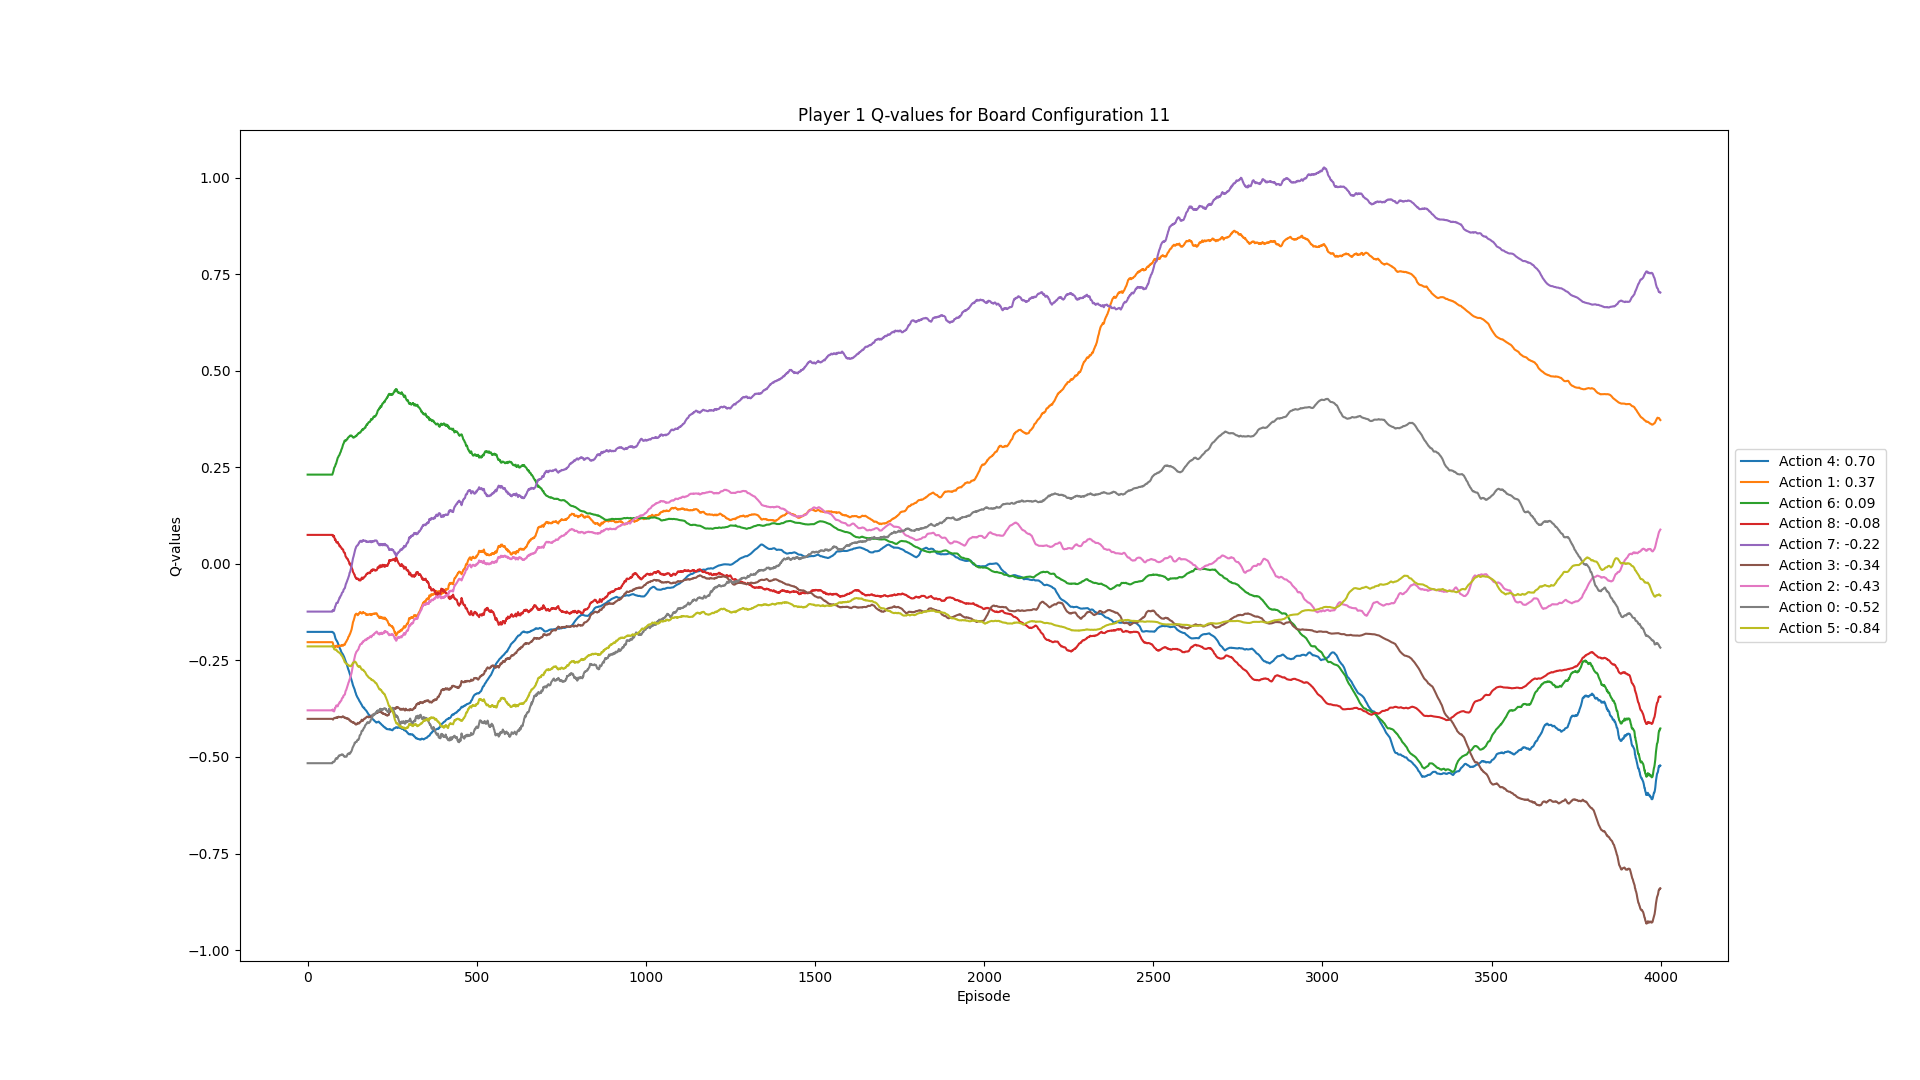 Player 1 Q-values for Board Configuration 11
1.00
0.75
0.50
0.25
0.00
−0.25
−0.50
−0.75
−1.00
Q-values
0 500 1000 1500 2000 2500 3000 3500 4000
Episode
Action 4: 0.70
Action 1: 0.37
Action 6: 0.09
Action 8: -0.08
Action 7: -0.22
Action 3: -0.34
Action 2: -0.43
Action 0: -0.52
Action 5: -0.84